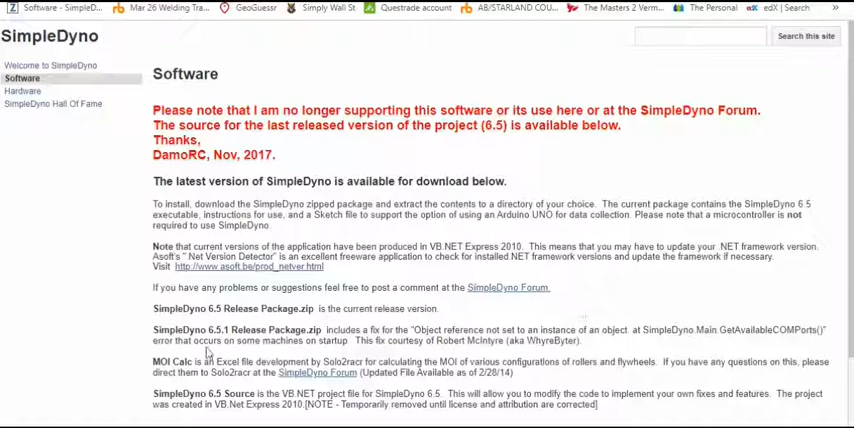 Software - SimpleD...
Mar 26 Welding Tra...
GeoGuessr
Simply Wall St
Questrade account
AB/STARLAND COU...
The Masters 2 Verm...
The Personal
edX | Search
»
SimpleDyno
Search this site
Welcome to SimpleDyno
Software
Hardware
SimpleDyno Hall Of Fame
Software
Please note that I am no longer supporting this software or its use here or at the SimpleDyno Forum.
The source for the last released version of the project (6.5) is available below.
Thanks,
DamoRC, Nov, 2017.
The latest version of SimpleDyno is available for download below.
To install, download the SimpleDyno zipped package and extract the contents to a directory of your choice. The current package contains the SimpleDyno 6.5
executable, instructions for use, and a Sketch file to support the option of using an Arduino UNO for data collection. Please note that a microcontroller is not
required to use SimpleDyno.
Note that current versions of the application have been produced in VB.NET Express 2010. This means that you may have to update your .NET framework version.
Asoft's ".Net Version Detector" is an excellent freeware application to check for installed.NET framework versions and update the framework if necessary.
Visit http://www.asoft.be/prod_netver.html
If you have any problems or suggestions feel free to post a comment at the SimpleDyno Forum.
SimpleDyno 6.5 Release Package.zip is the current release version.
SimpleDyno 6.5.1 Release Package.zip includes a fix for the "Object reference not set to an instance of an object. at SimpleDyno.Main.GetAvailableCOMPorts()"
error that occurs on some machines on startup. This fix courtesy of Robert McIntyre (aka WhyreByter).
MOI Calc is an Excel file development by Solo2racr for calculating the MOI of various configurations of rollers and flywheels. If you have any questions on this, please
direct them to Solo2racr at the SimpleDyno Forum (Updated File Available as of 2/28/14)
SimpleDyno 6.5 Source is the VB.NET project file for SimpleDyno 6.5. This will allow you to modify the code to implement your own fixes and features. The project
was created in VB.Net Express 2010.[NOTE - Temporarily removed until license and attribution are corrected]